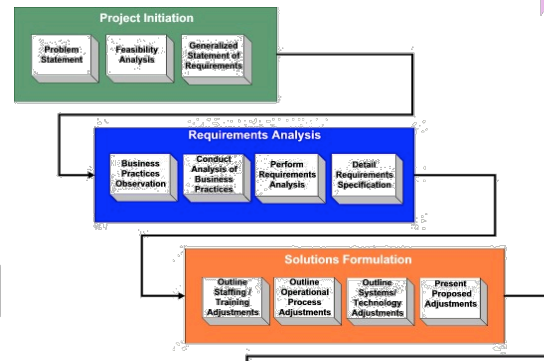 Project Initiation
Problem
Statement
Feasibility
Analysis
Generalized
Statement of
Requirements
Requirements Analysis
Business
Practices
Observation
Conduct
Analysis of
Business
Practices
Perform
Requirements
Analysis
Detail
Requirements
Specification
Solutions Formulation
Outline
Staffing /
Training
Adjustments
Outline
Operational
Process
Adjustments
Outline
Systems/
Technology
Adjustments
Present
Proposed
Adjustments